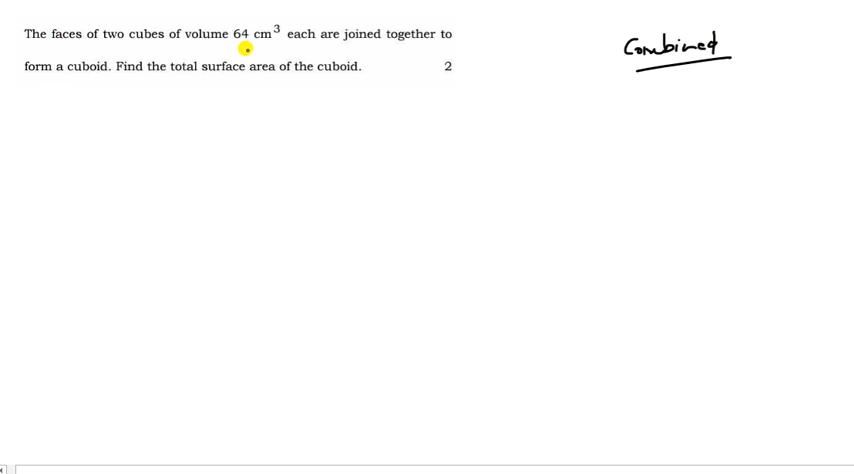 The faces of two cubes of volume 64 cm³ each are joined together to
form a cuboid. Find the total surface area of the cuboid. 2
Combined